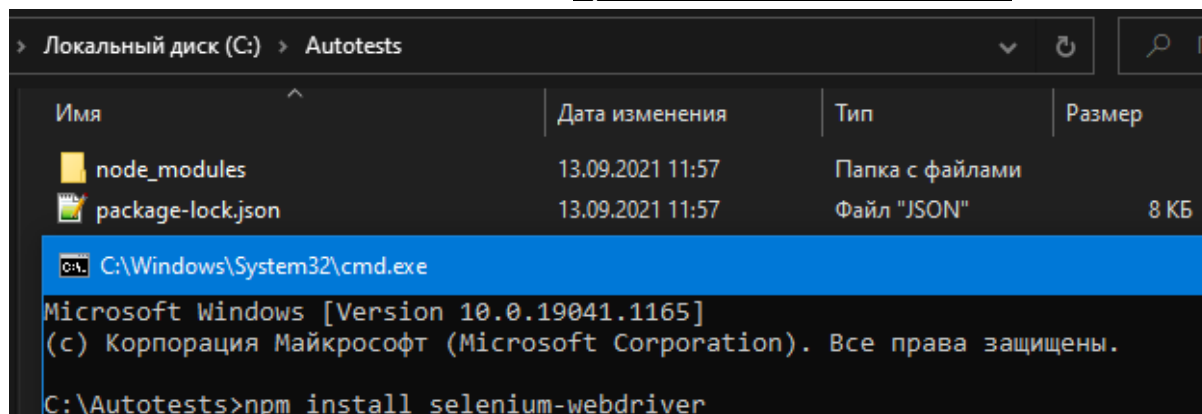 Локальный диск (C:) > Autotests
Имя Дата изменения Тип Размер
node_modules 13.09.2021 11:57 Папка с файлами
package-lock.json 13.09.2021 11:57 Файл "JSON" 8 КБ
C:\Windows\System32\cmd.exe
Microsoft Windows [Version 10.0.19041.1165]
(c) Корпорация Майкрософт (Microsoft Corporation). Все права защищены.
C:\Autotests>npm install selenium-webdriver